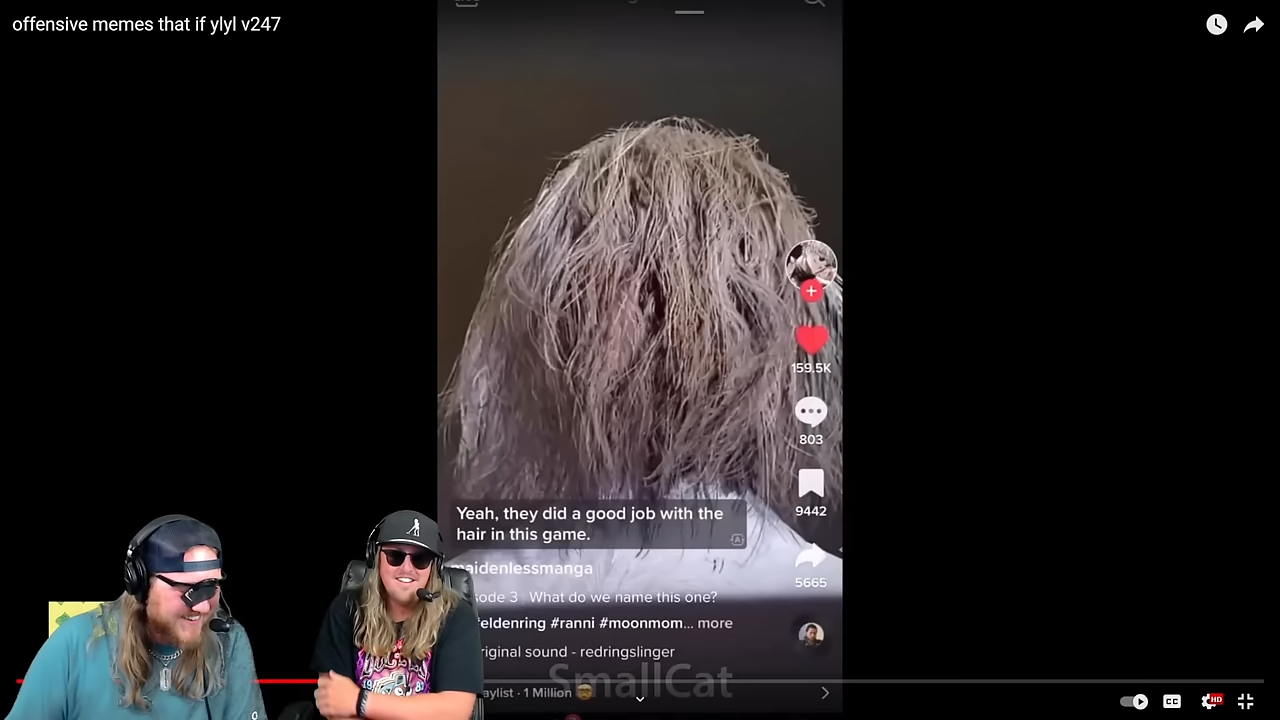 offensive memes that if ylyl v247
159.5K
803
9442
5665
Yeah, they did a good job with the
hair in this game.
maidenlessmanga
sode 3 What do we name this one?
eldenring #ranni #moonmom... more
riginal sound - redringslinger
SmallCat
aylist · 1 Million 🤯
CC
HD